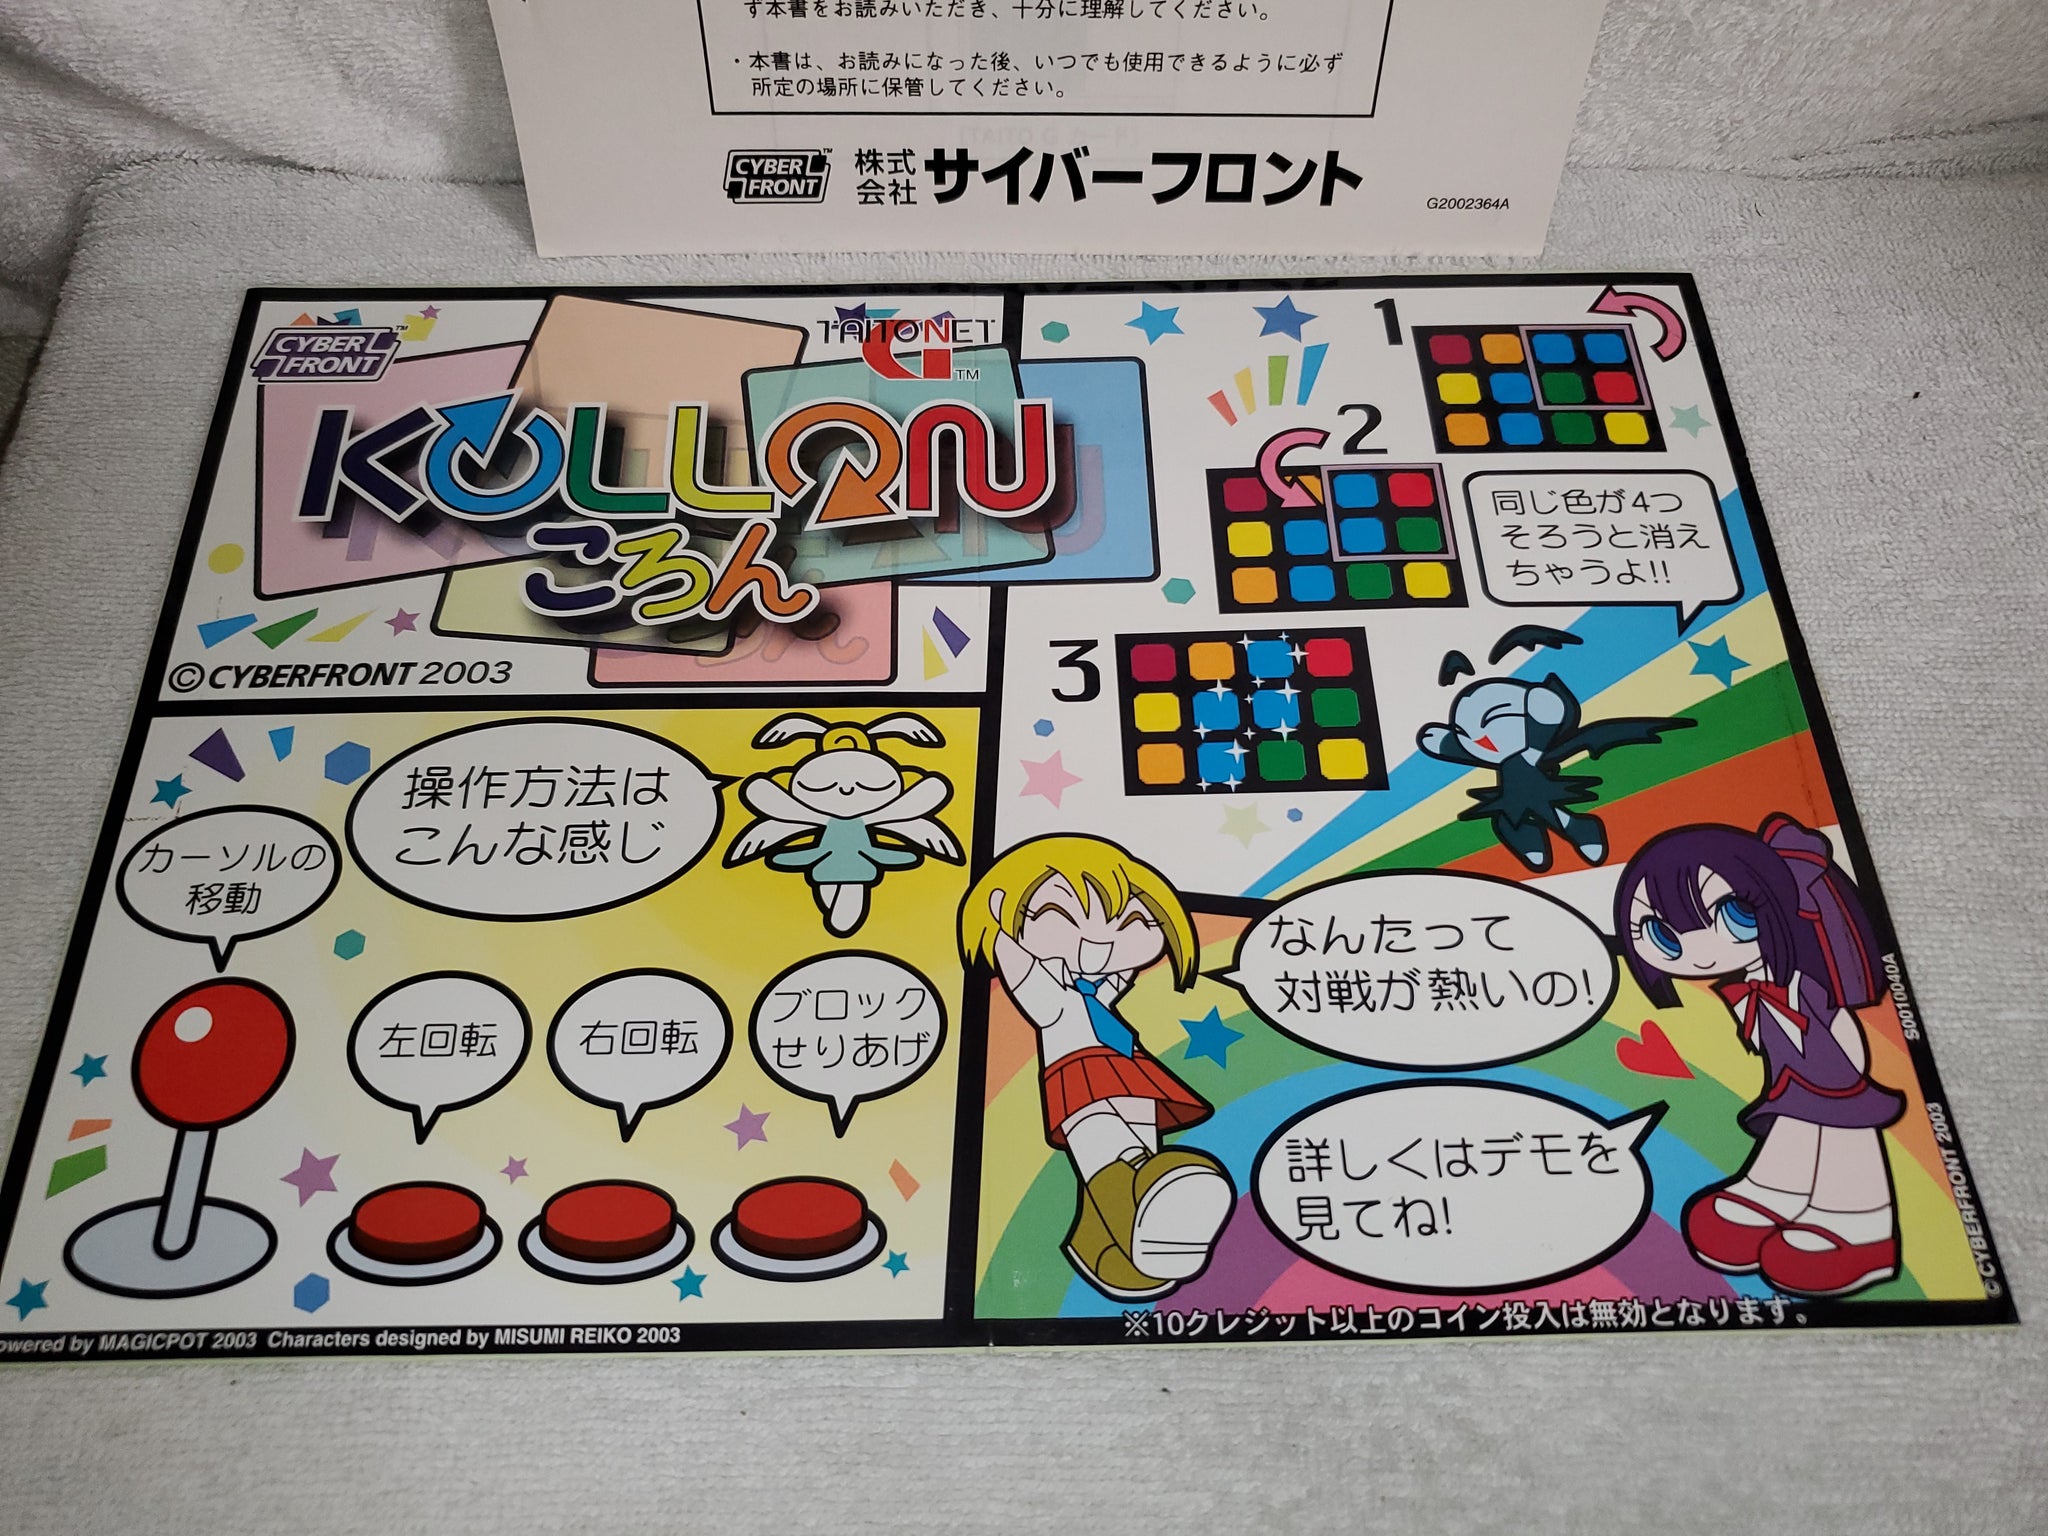 ず本書をお読みいただき、十分に理解してください。
・本書は、お読みになった後、いつでも使用できるように必ず
所定の場所に保管してください。
CYBER
FRONT
TM
株式
会社
サイバーフロント
G2002364A
CYBER
FRONT
TM
TAITO NET
TM
KOLLON
ころん
© CYBERFRONT 2003
1
2
3
同じ色が4つ
そろうと消え
ちゃうよ!!
操作方法は
こんな感じ
カーソルの
移動
左回転
右回転
ブロック
せりあげ
なんたって
対戦が熱いの!
詳しくはデモを
見てね!
※10クレジット以上のコイン投入は無効となります。
owered by MAGICPOT 2003 Characters designed by MISUMI REIKO 2003
S0010040A
©CYBERFRONT 2003